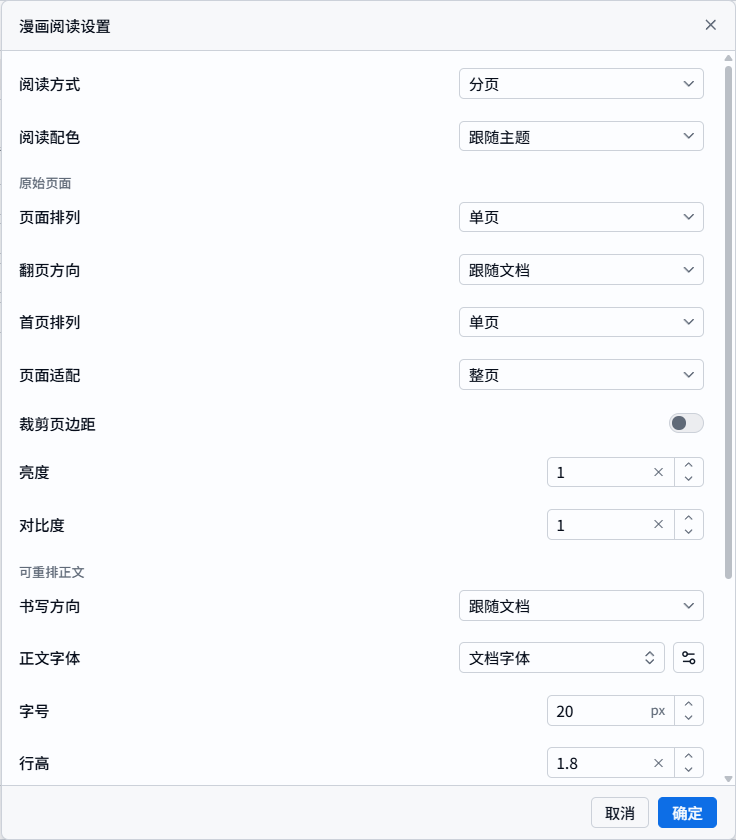 漫画阅读设置
阅读方式 分页
阅读配色 跟随主题
原始页面
页面排列 单页
翻页方向 跟随文档
首页排列 单页
页面适配 整页
裁剪页边距
亮度 1
对比度 1
可重排正文
书写方向 跟随文档
正文字体 文档字体
字号 20 px
行高 1.8
取消 确定